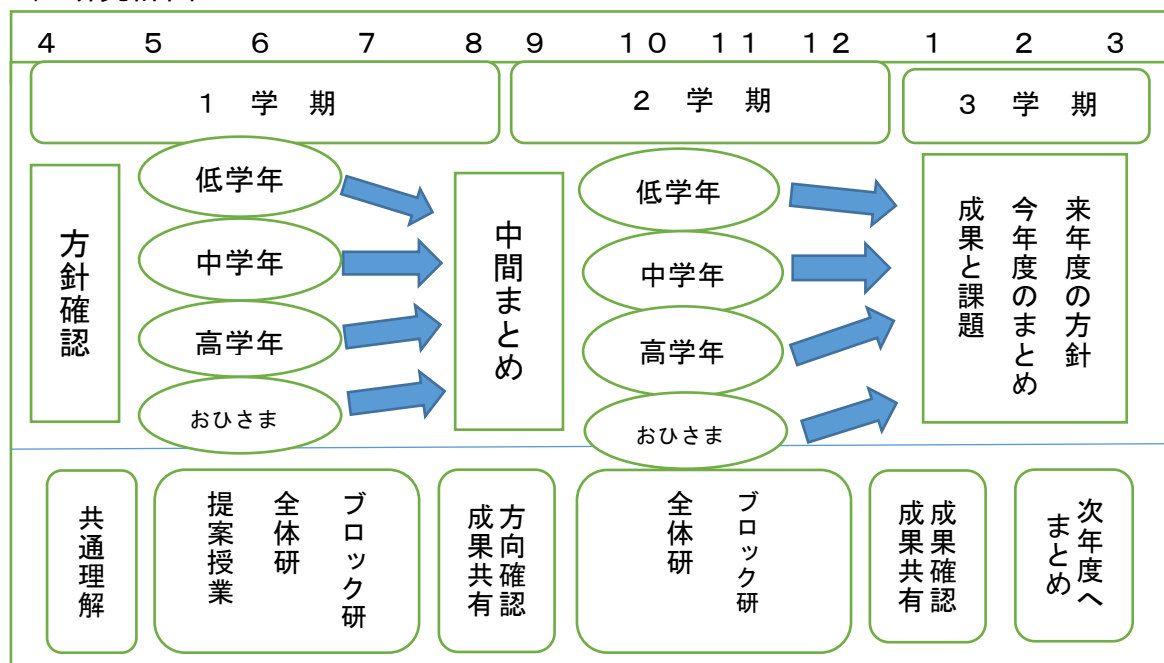 ４　５　６　７　８　９　１０　１１　１２　１　２　３
１　学　期
２　学　期
３　学　期
方針確認
低学年
中学年
高学年
おひさま
中間まとめ
低学年
中学年
高学年
おひさま
来年度の方針
今年度のまとめ
成果と課題
共通理解
ブロック研
全体研
提案授業
方向確認
成果共有
ブロック研
全体研
成果確認
成果共有
次年度へ
まとめ